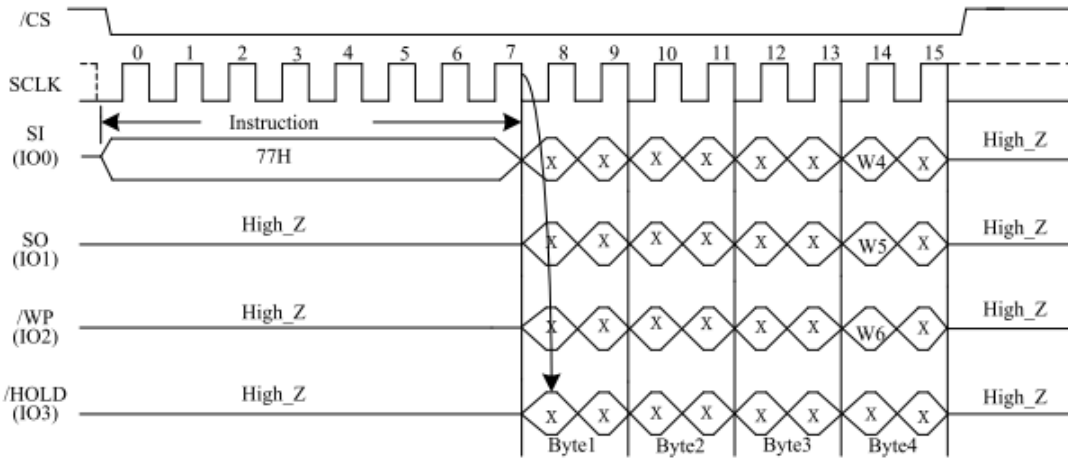 /CS
0 1 2 3 4 5 6 7 8 9 10 11 12 13 14 15
SCLK
Instruction
SI
(IO0)
77H
X X X X X X W4 X
High_Z
High_Z
SO
(IO1)
X X X X X X W5 X
High_Z
High_Z
/WP
(IO2)
X X X X X X W6 X
High_Z
High_Z
/HOLD
(IO3)
X X X X X X X X
High_Z
Byte1 Byte2 Byte3 Byte4